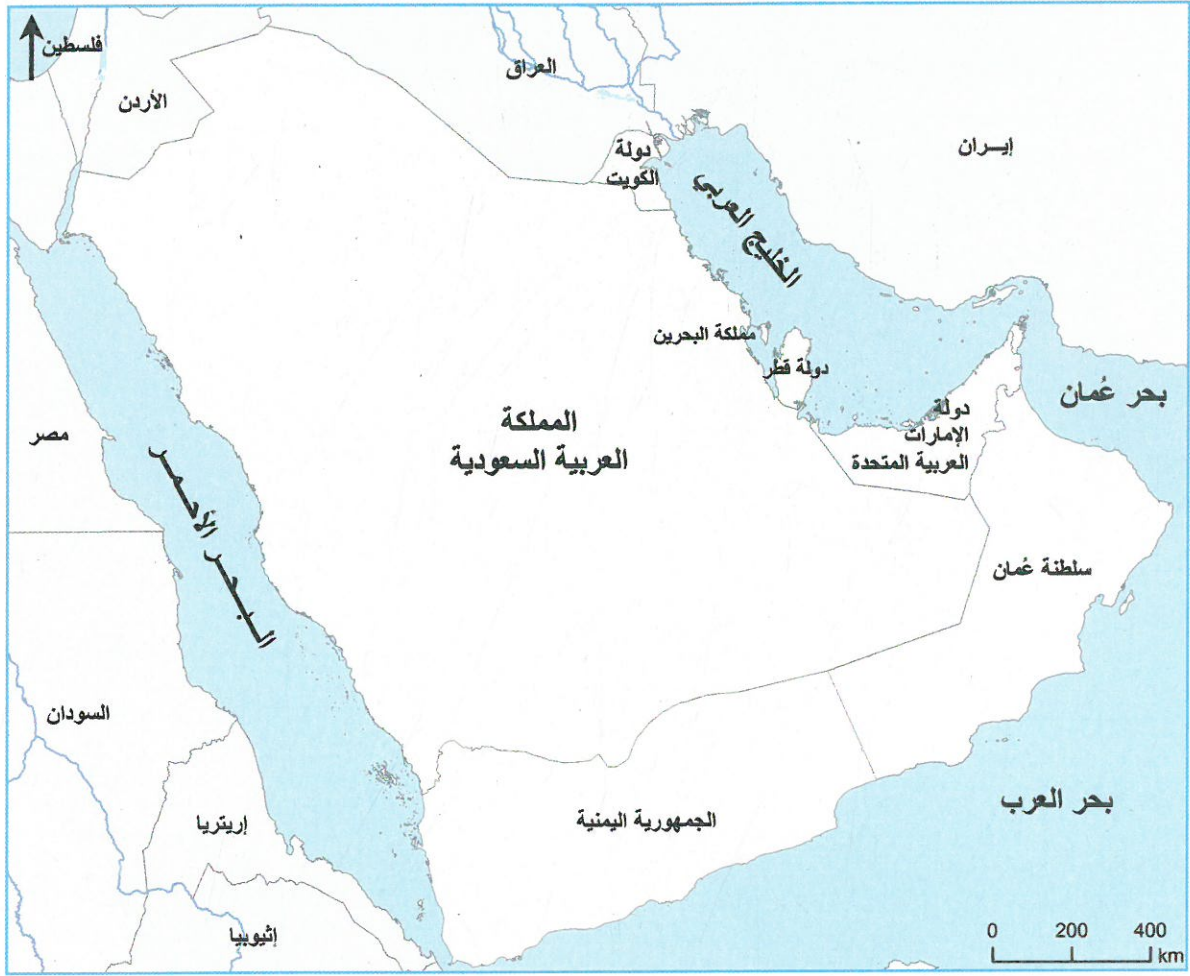 فلسطين
العراق
الأردن
إيـــران
دولة
الكويت
الخليج العربي
مملكة البحرين
دولة قطر
بحر عُمان
دولة
الإمارات
العربية المتحدة
المملكة
العربية السعودية
مصر
البحر الأحمر
سلطنة عُمان
السودان
بحر العرب
الجمهورية اليمنية
إريتريا
إثيوبيا
0 200 400
km